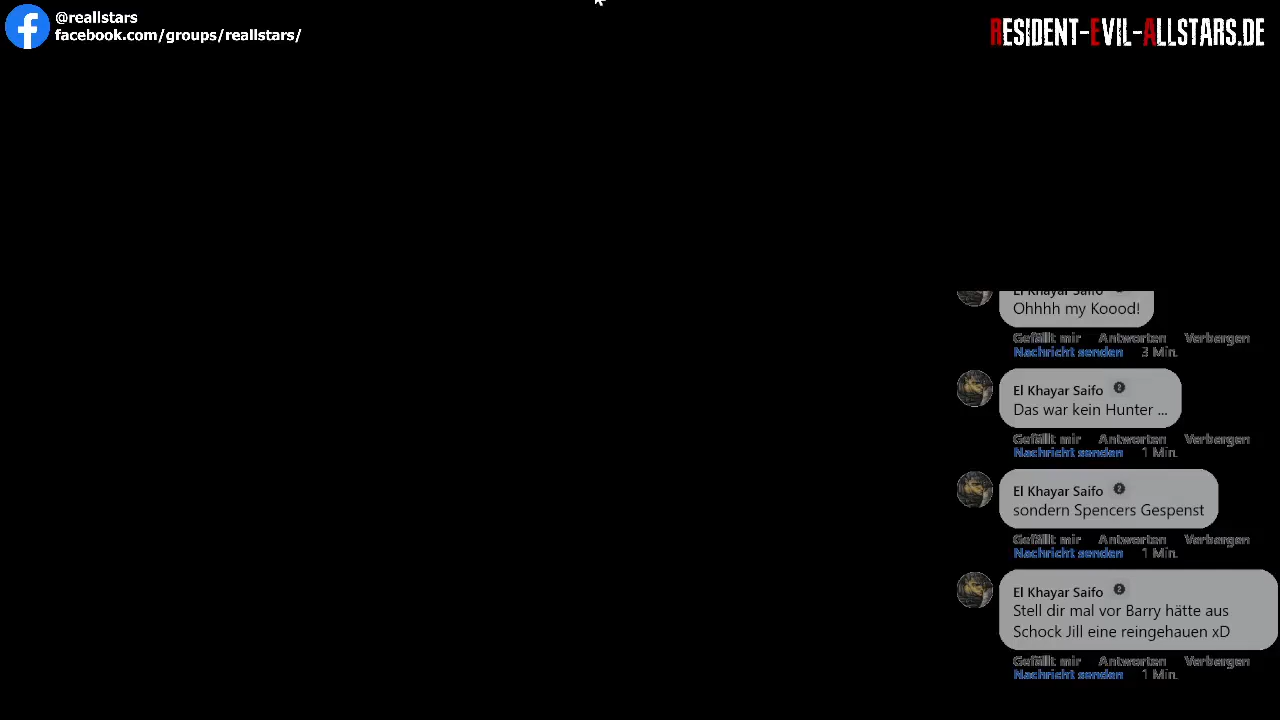 @reallstars
facebook.com/groups/reallstars/
RESIDENT-EVIL-ALLSTARS.DE
El Khayar Saifo
Ohhhh my Koood!
Gefällt mir Antworten Verbergen
Nachricht senden 3 Min.
El Khayar Saifo
Das war kein Hunter ...
Gefällt mir Antworten Verbergen
Nachricht senden 1 Min.
El Khayar Saifo
sondern Spencers Gespenst
Gefällt mir Antworten Verbergen
Nachricht senden 1 Min.
El Khayar Saifo
Stell dir mal vor Barry hätte aus
Schock Jill eine reingehauen xD
Gefällt mir Antworten Verbergen
Nachricht senden 1 Min.